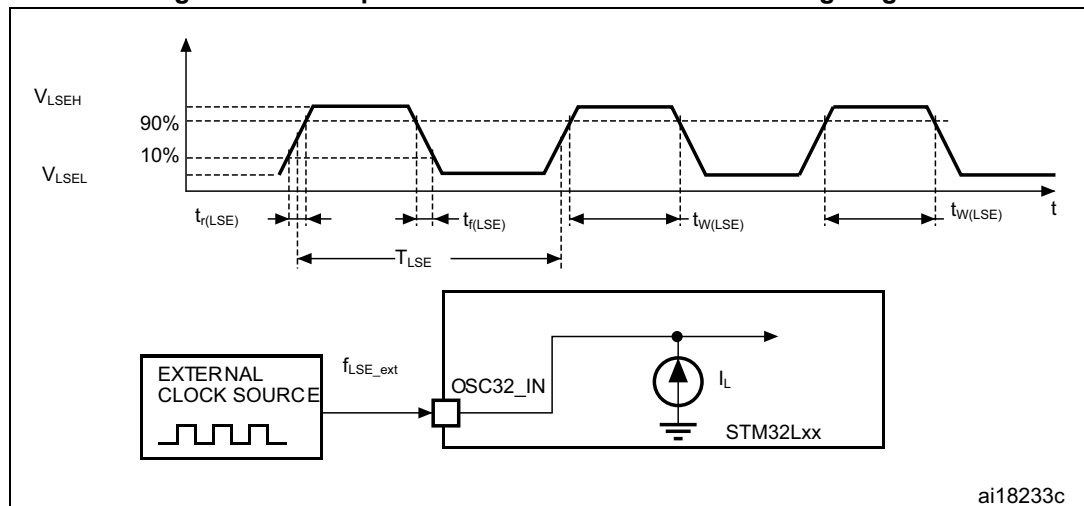 V_LSEH
90%
10%
V_LSEL
t_r(LSE)
t_f(LSE)
t_W(LSE)
t_W(LSE)
t
T_LSE
EXTERNAL
CLOCK SOURCE
f_LSE_ext
OSC32_IN
I_L
STM32Lxx
ai18233c